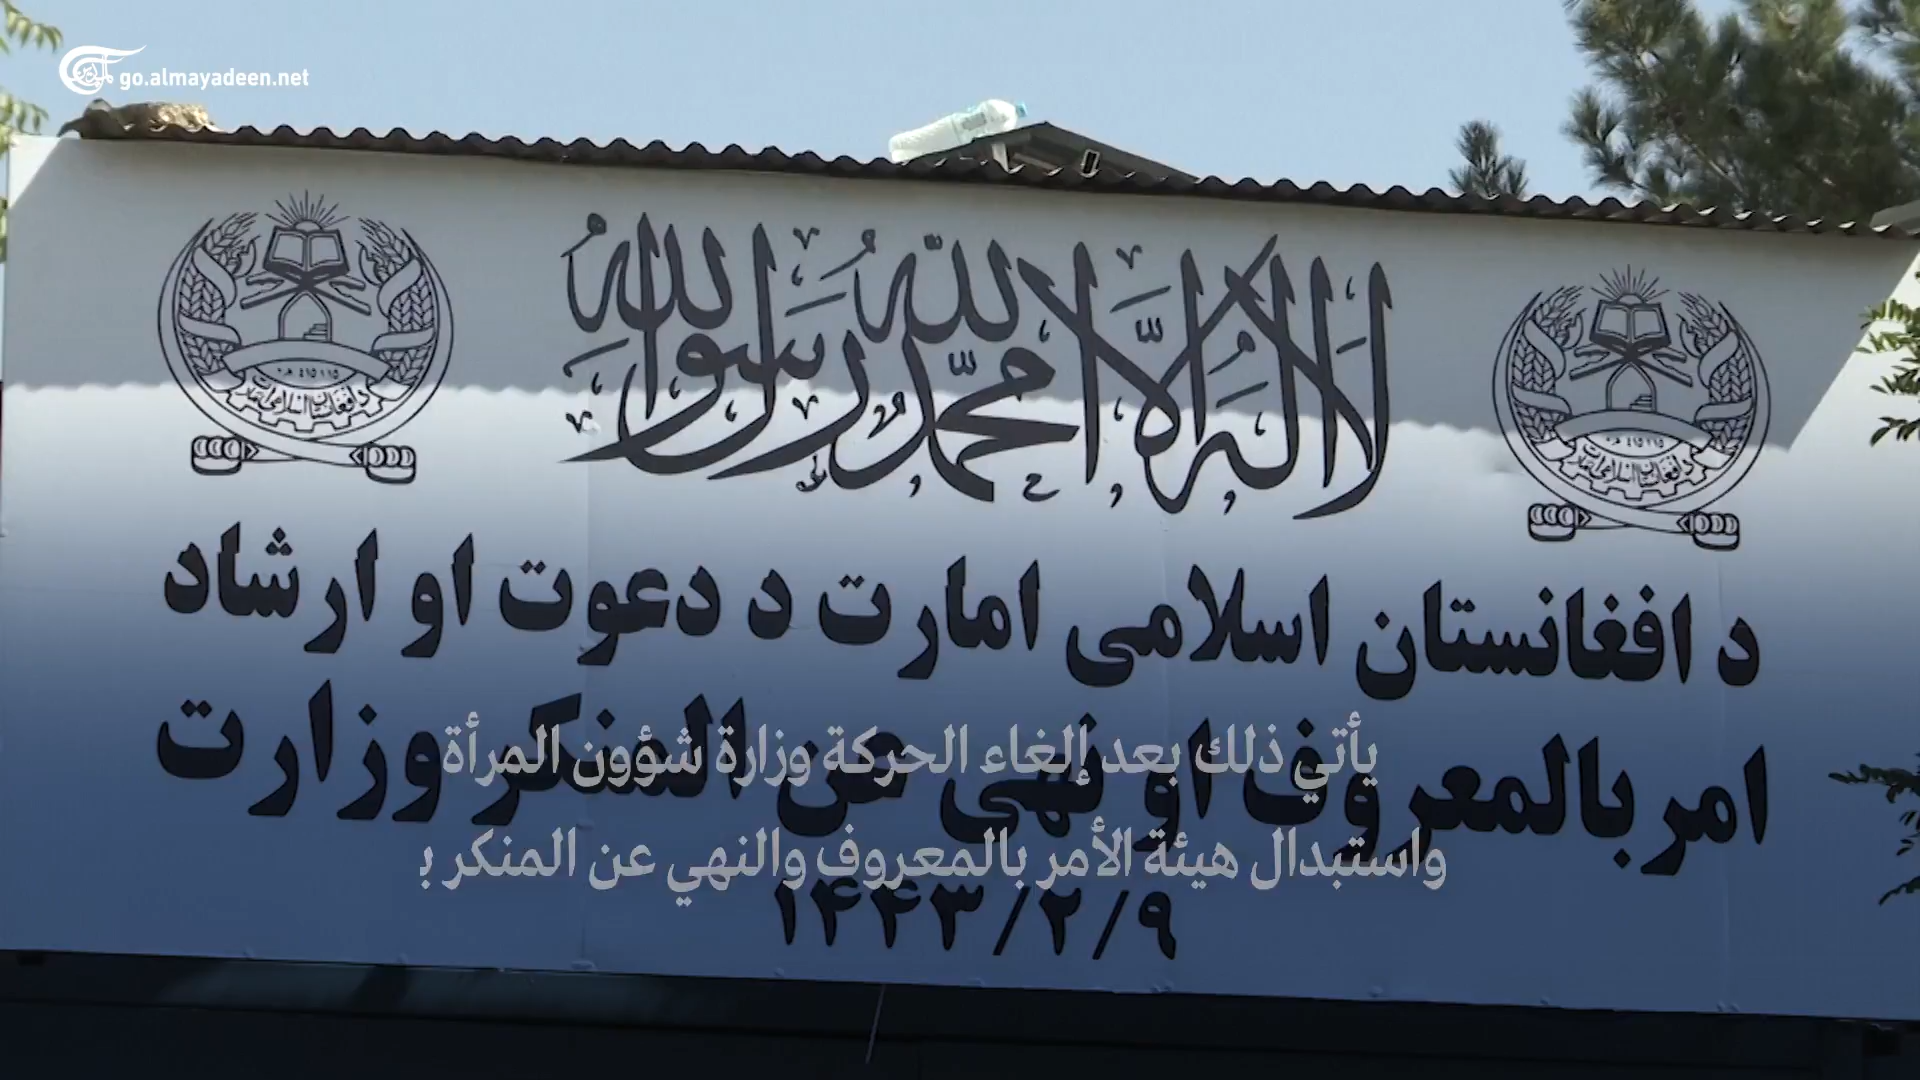 go.almayadeen.net
لا اله الا الله محمد رسول الله
د افغانستان اسلامی امارت د دعوت او ارشاد
امر بالمعروف او نهی عن المنکر وزارت
۱۴۴۳/۲/۹
يأتي ذلك بعد إلغاء الحركة وزارة شؤون المرأة
واستبدال هيئة الأمر بالمعروف والنهي عن المنكر ب